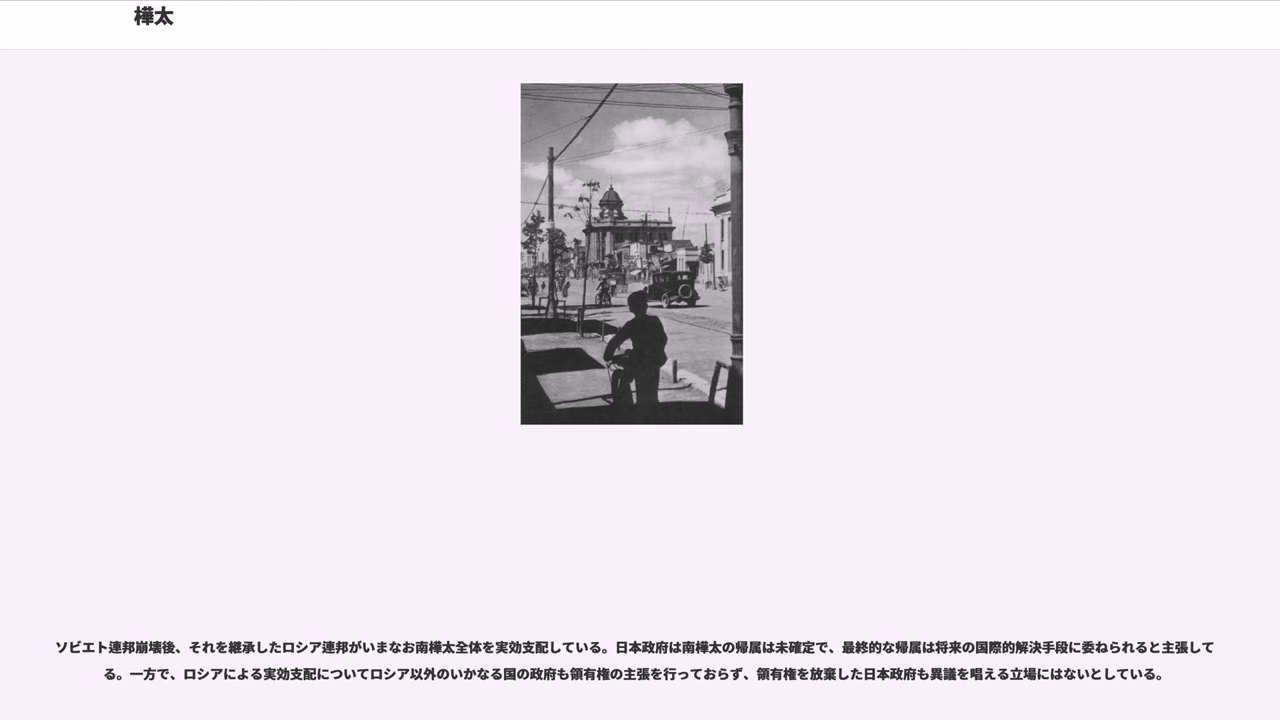 樺太
ソビエト連邦崩壊後、それを継承したロシア連邦がいまなお南樺太全体を実効支配している。日本政府は南樺太の帰属は未確定で、最終的な帰属は将来の国際的解決手段に委ねられると主張して
る。一方で、ロシアによる実効支配についてロシア以外のいかなる国の政府も領有権の主張を行っておらず、領有権を放棄した日本政府も異議を唱える立場にはないとしている。